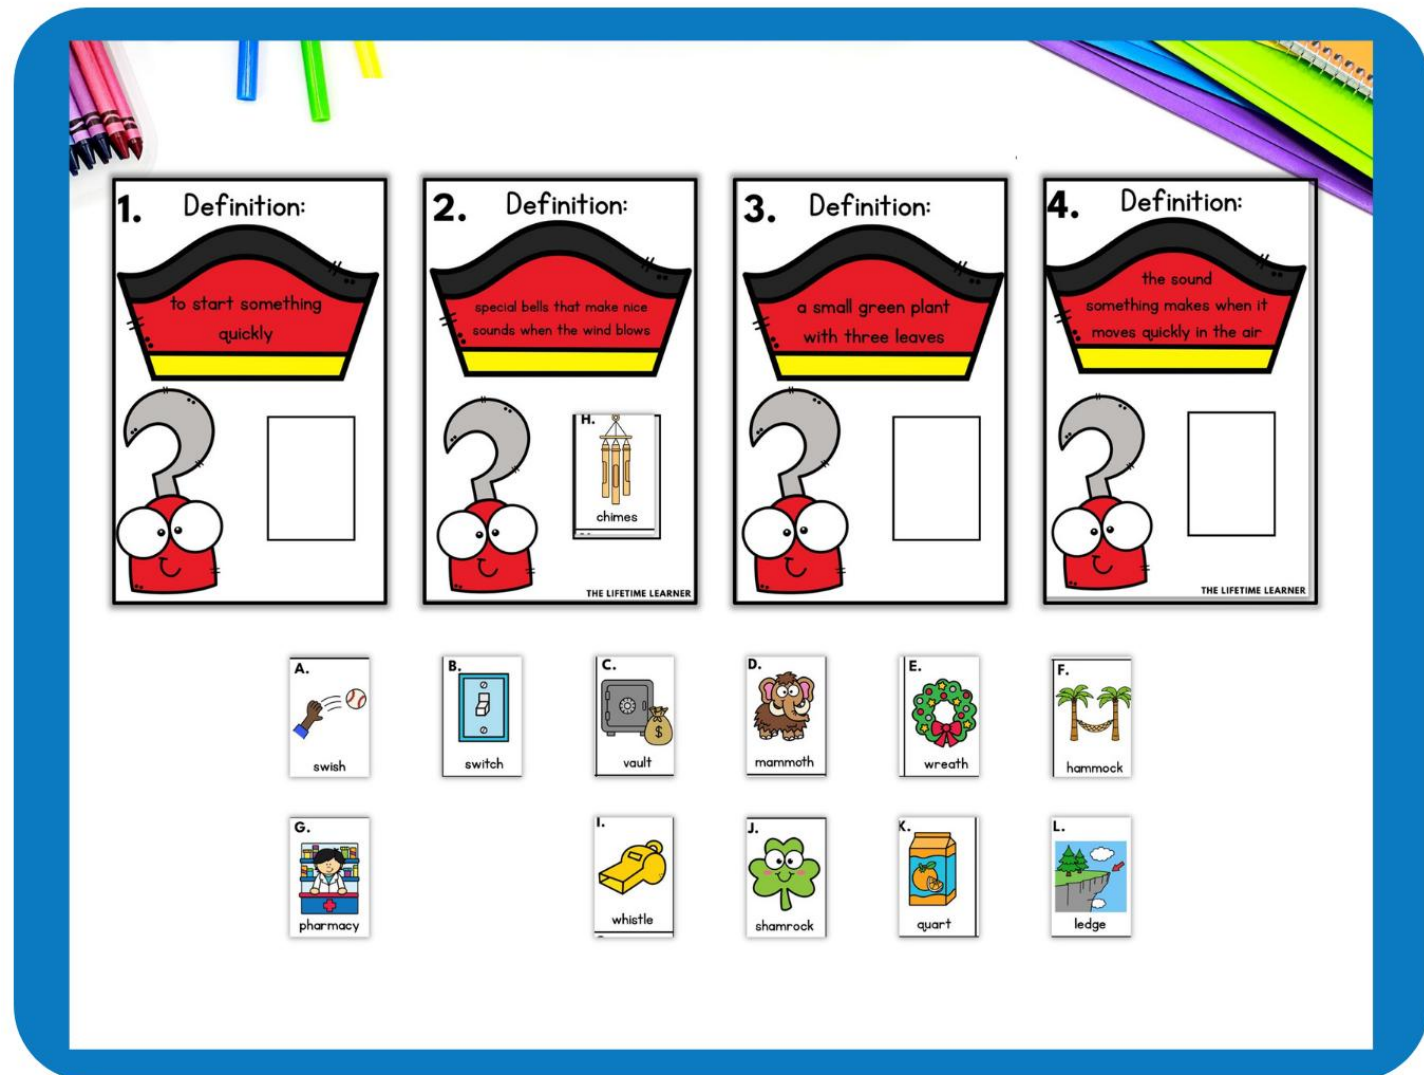 1. Definition:
to start something
quickly
2. Definition:
special bells that make nice
sounds when the wind blows
H.
chimes
THE LIFETIME LEARNER
3. Definition:
a small green plant
with three leaves
4. Definition:
the sound
something makes when it
moves quickly in the air
THE LIFETIME LEARNER
A.
swish
B.
switch
C.
$
vault
D.
mammoth
E.
wreath
F.
hammock
G.
pharmacy
I.
whistle
J.
shamrock
K.
quart
L.
ledge